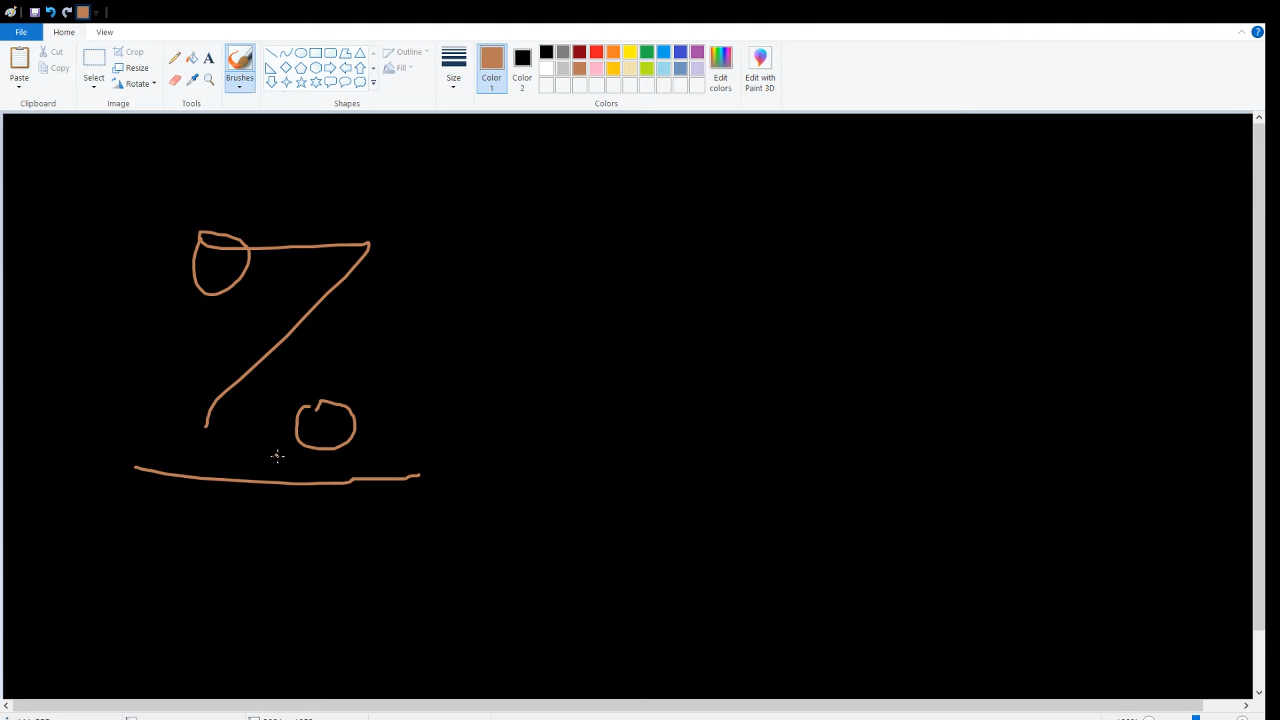 File Home View
Cut
Copy
Paste
Clipboard
Select
Crop
Resize
Rotate
Image
A
Tools
Brushes
Shapes
Outline
Fill
Size
Color 1
Color 2
Edit colors
Edit with Paint 3D
Colors
%